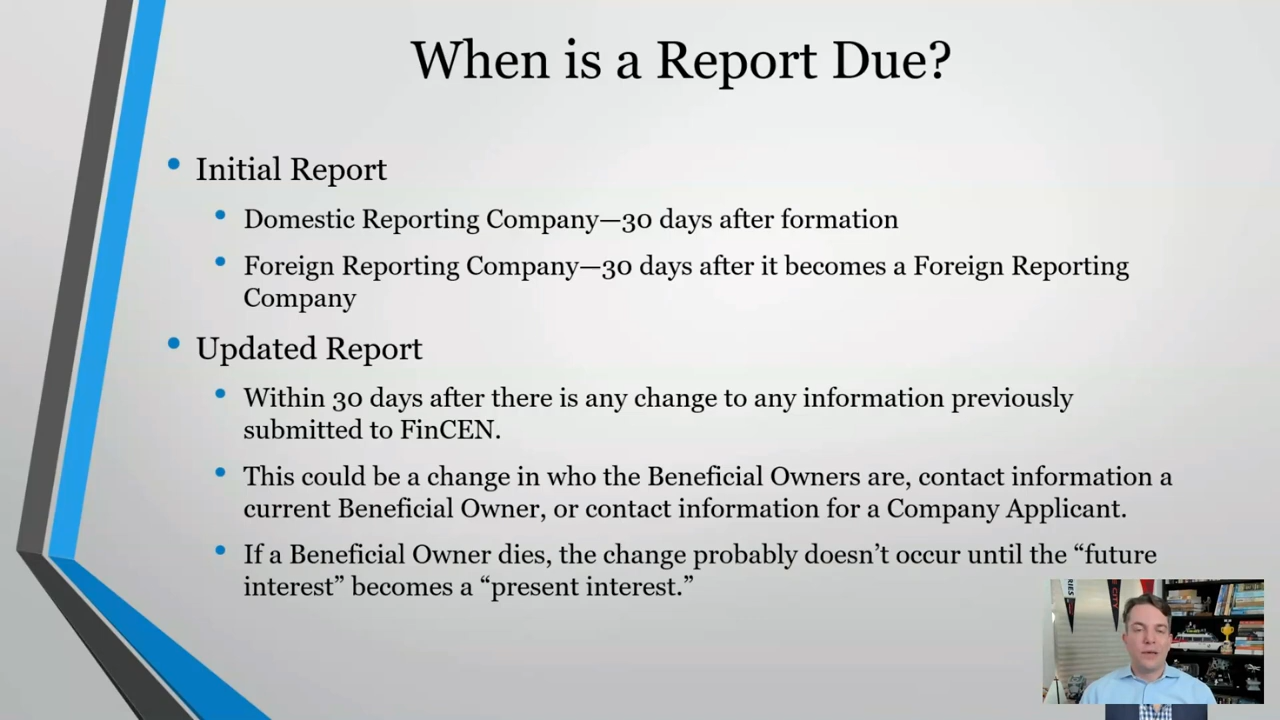 When is a Report Due?
• Initial Report
• Domestic Reporting Company—30 days after formation
• Foreign Reporting Company—30 days after it becomes a Foreign Reporting
Company
• Updated Report
• Within 30 days after there is any change to any information previously
submitted to FinCEN.
• This could be a change in who the Beneficial Owners are, contact information a
current Beneficial Owner, or contact information for a Company Applicant.
• If a Beneficial Owner dies, the change probably doesn’t occur until the “future
interest” becomes a “present interest.”